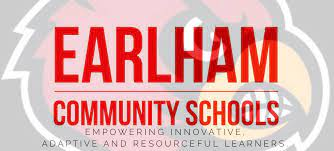 EARLHAM
COMMUNITY SCHOOLS
EMPOWERING INNOVATIVE,
ADAPTIVE AND RESOURCEFUL LEARNERS